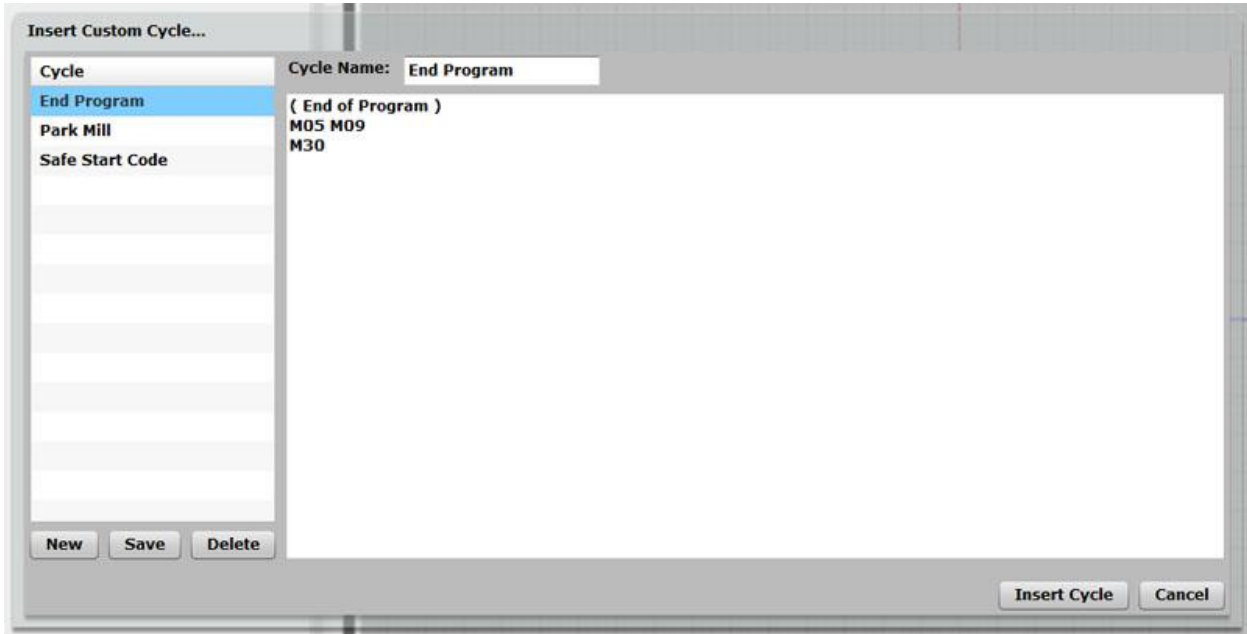 Insert Custom Cycle...
Cycle
End Program
Park Mill
Safe Start Code
New Save Delete
Cycle Name: End Program
( End of Program )
M05 M09
M30
Insert Cycle Cancel